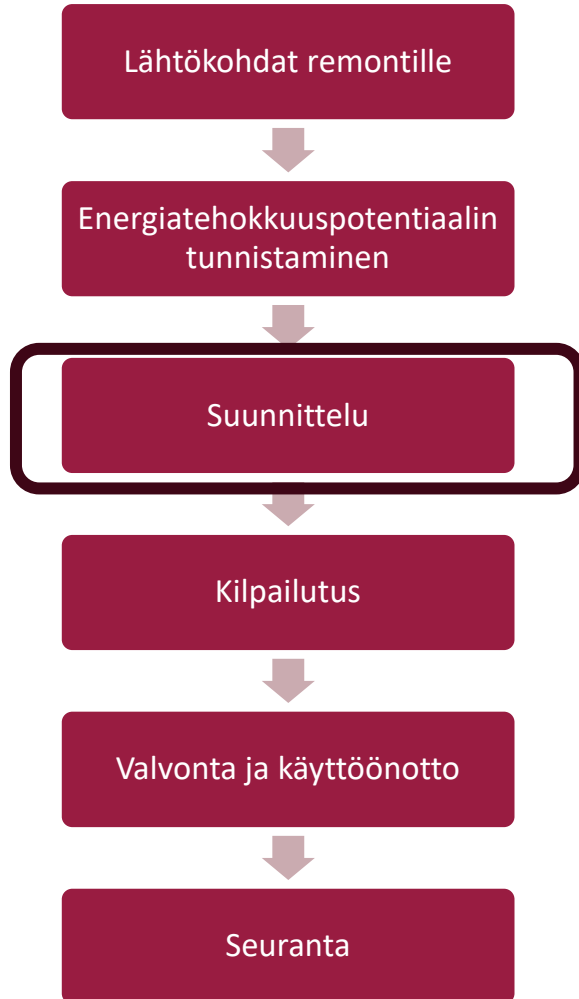 Lähtökohdat remontille
Energiatehokkuuspotentiaalin
tunnistaminen
Suunnittelu
Kilpailutus
Valvonta ja käyttöönotto
Seuranta